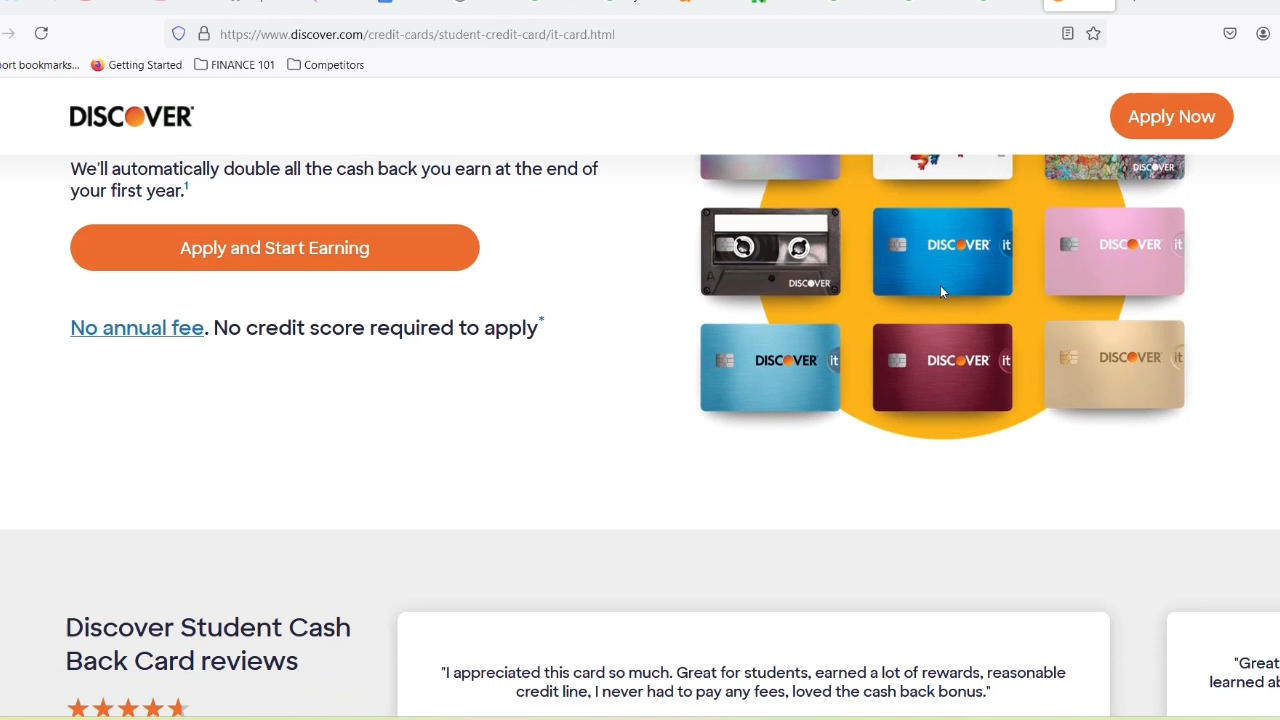 https://www.discover.com/credit-cards/student-credit-card/it-card.html
ort bookmarks... Getting Started FINANCE 101 Competitors
DISCOVER
Apply Now
We'll automatically double all the cash back you earn at the end of
your first year.1
Apply and Start Earning
No annual fee. No credit score required to apply*
DISCOVER
A DISCOVER
DISCOVER it
DISCOVER it
DISCOVER it
DISCOVER it
DISCOVER it
Discover Student Cash
Back Card reviews
"I appreciated this card so much. Great for students, earned a lot of rewards, reasonable
credit line, I never had to pay any fees, loved the cash back bonus."
"Great
learned ab